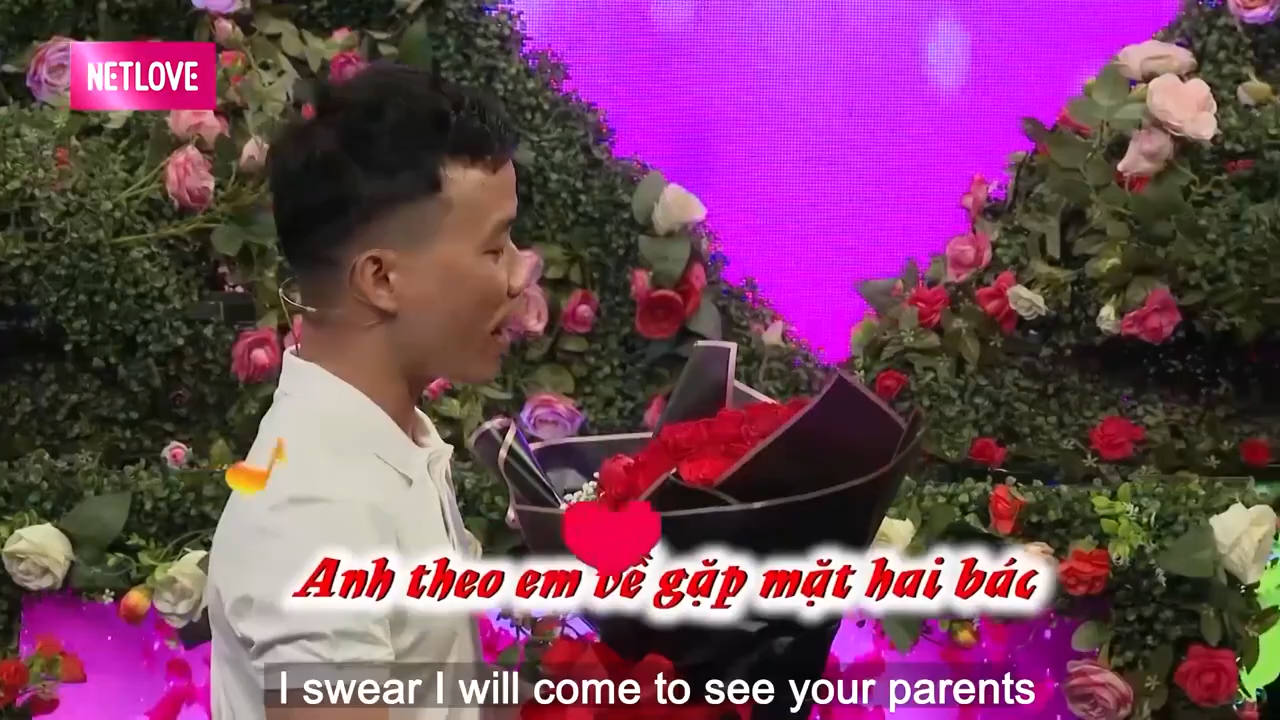 NETLOVE
Anh theo em về gặp mặt hai bác
I swear I will come to see your parents